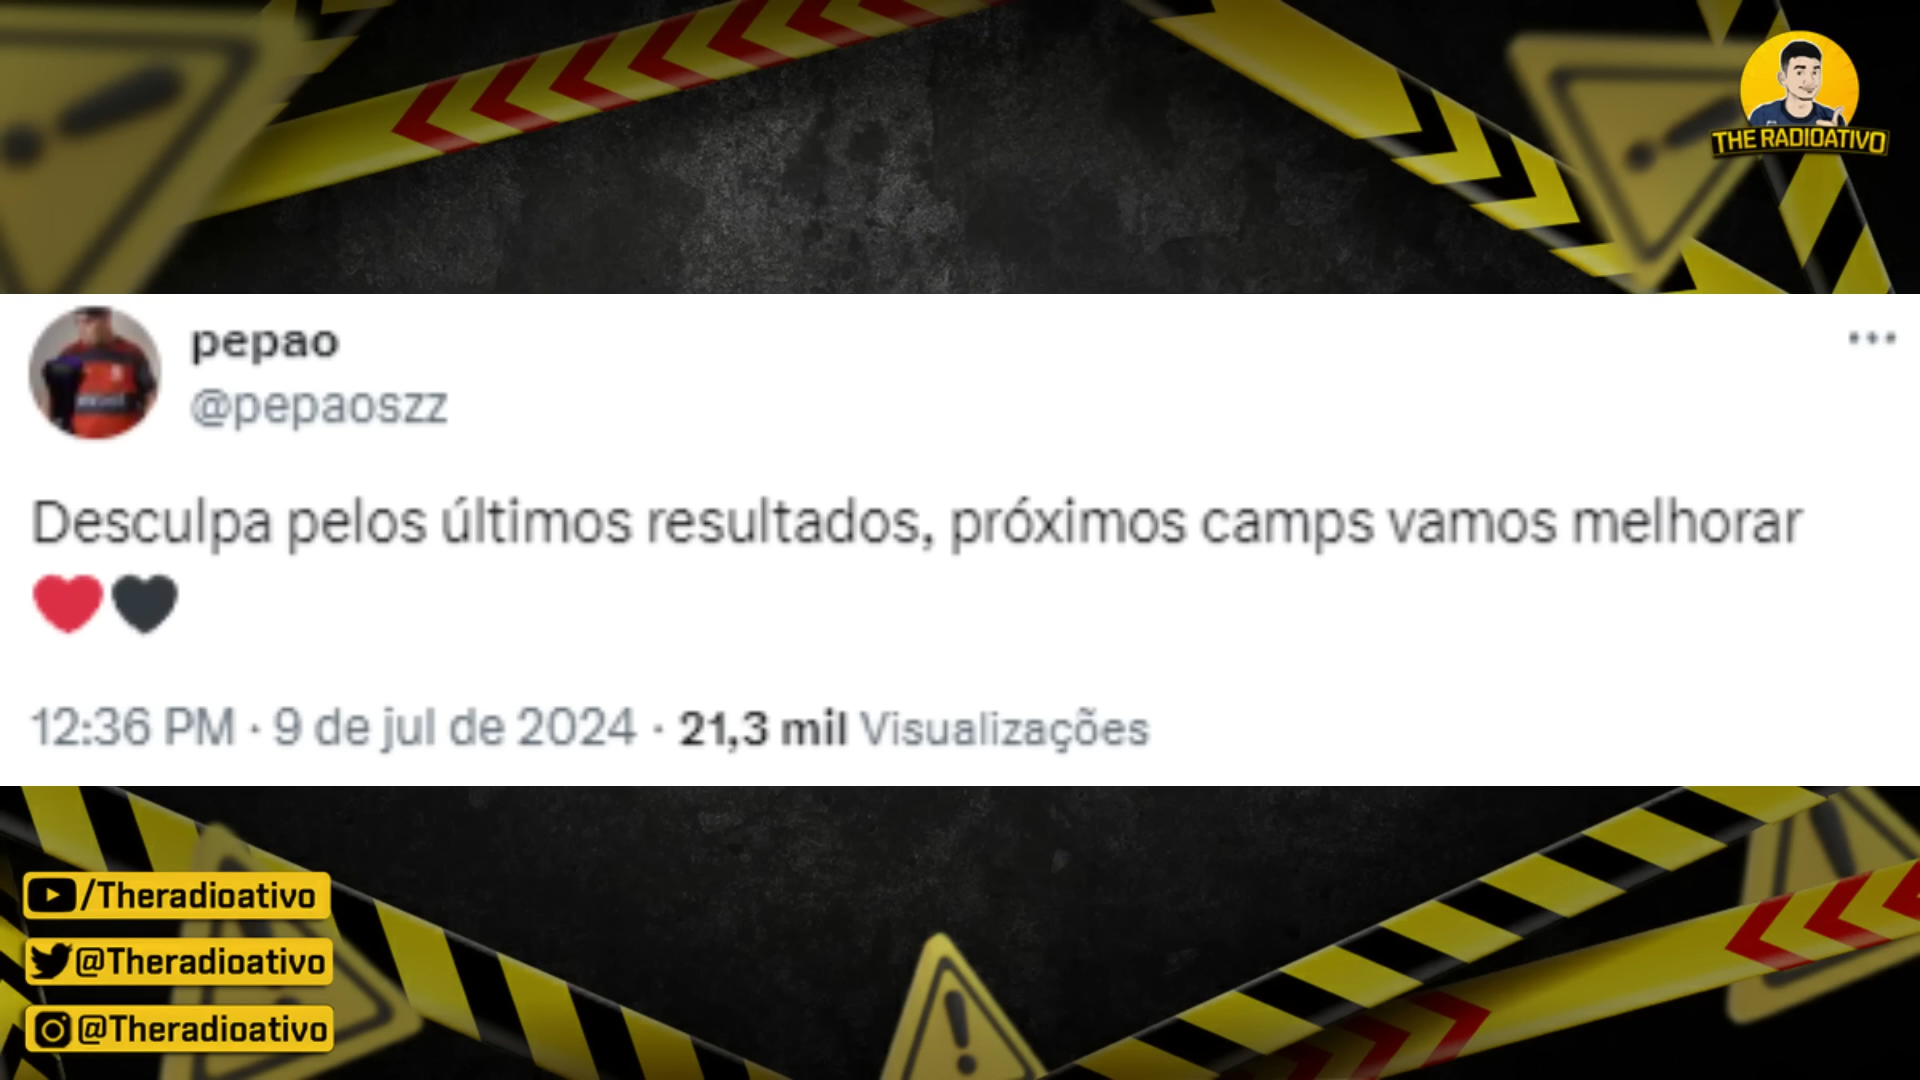 THE RADIOATIVO
pepao
@pepaoszz
Desculpa pelos últimos resultados, próximos camps vamos melhorar
❤️🖤
12:36 PM · 9 de jul de 2024 · 21,3 mil Visualizações
/Theradioativo
@Theradioativo
@Theradioativo